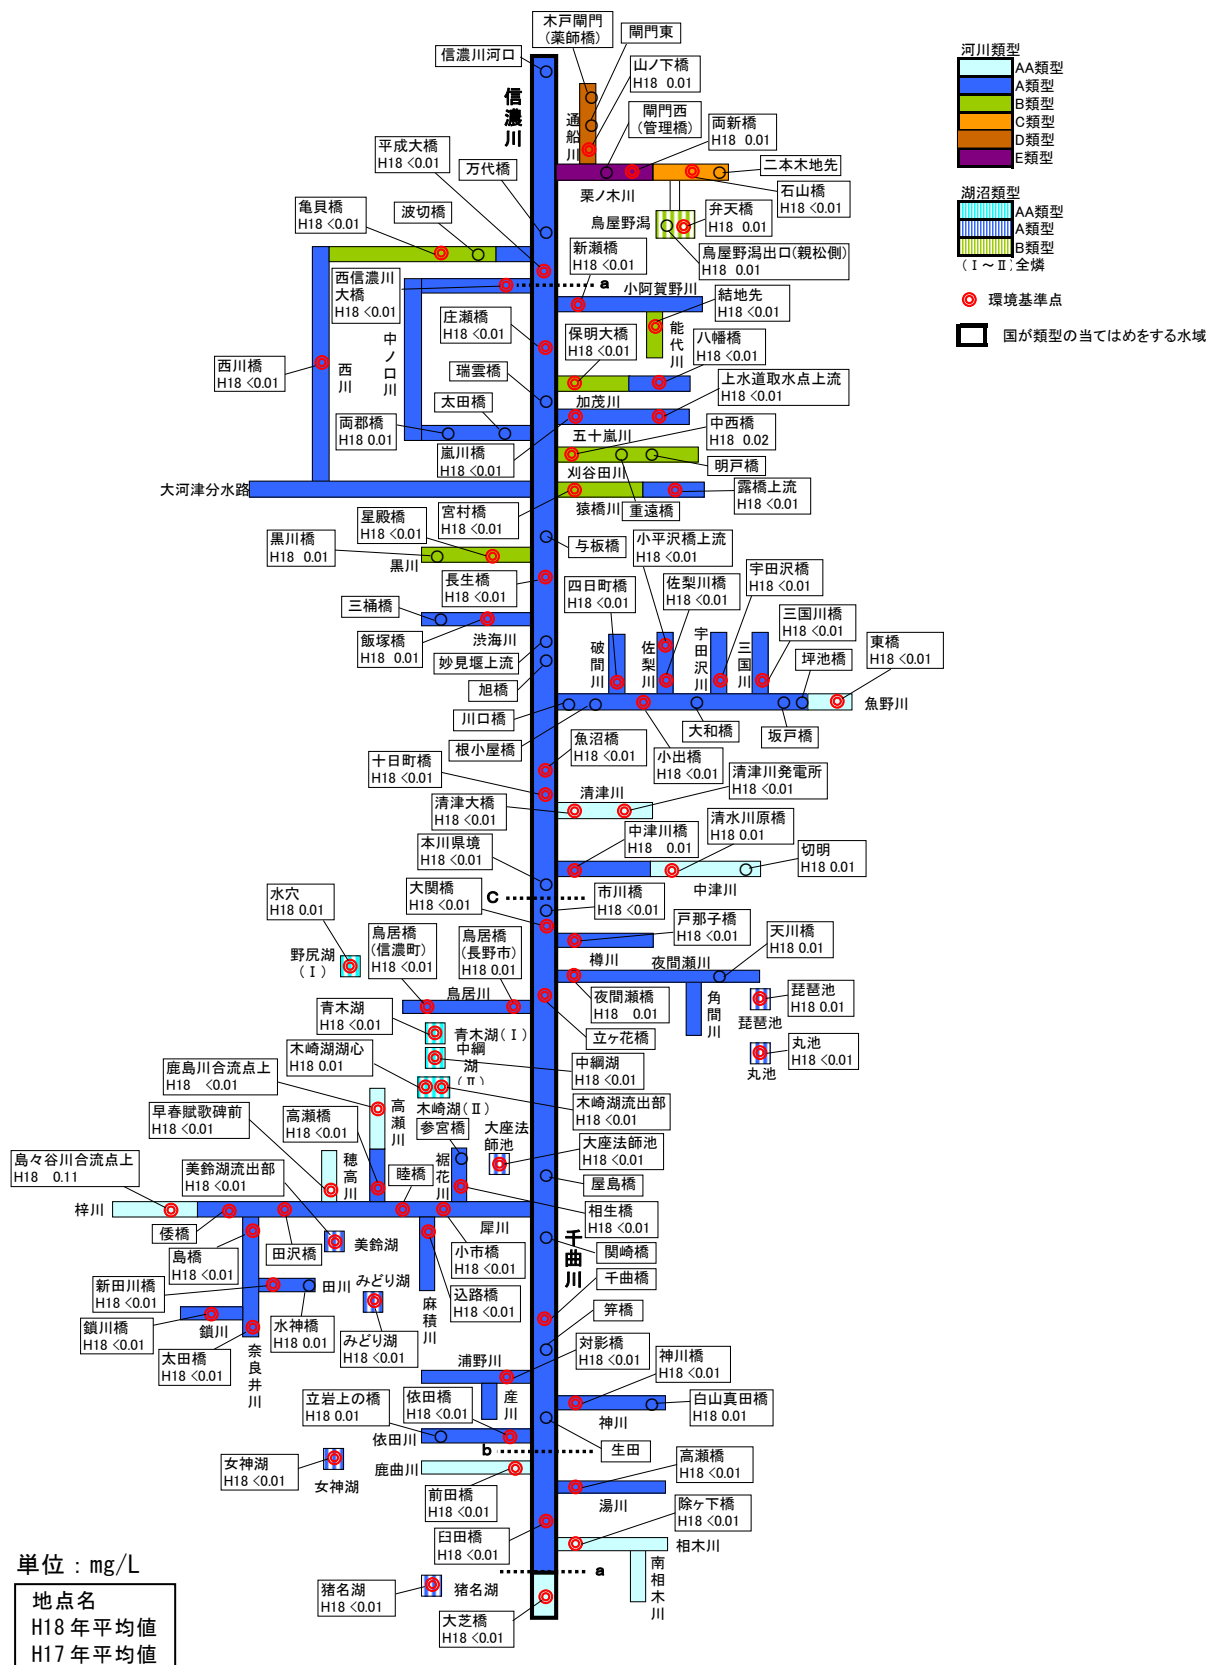 木戸閘門
(薬師橋)
閘門東
信濃川河口
山ノ下橋
H18 0.01
信濃川
通船川
閘門西
(管理橋)
両新橋
H18 0.01
平成大橋
H18 <0.01
万代橋
二本木地先
栗ノ木川
石山橋
H18 0.01
亀貝橋
H18 <0.01
波切橋
鳥屋野潟
弁天橋
H18 0.01
新瀬橋
H18 <0.01
鳥屋野潟出口(親松側)
H18 0.01
西信濃川
大橋
H18 <0.01
a
小阿賀野川
結地先
H18 <0.01
庄瀬橋
H18 <0.01
中ノ口川
保明大橋
H18 <0.01
能代川
八幡橋
H18 <0.01
西川橋
H18 <0.01
西川
瑞雲橋
上水道取水点上流
H18 <0.01
太田橋
加茂川
両郡橋
H18 0.01
嵐川橋
H18 <0.01
五十嵐川
中西橋
H18 0.02
刈谷田川
明戸橋
大河津分水路
露橋上流
H18 <0.01
星殿橋
H18 <0.01
宮村橋
H18 <0.01
猿橋川
重遠橋
黒川橋
H18 0.01
黒川
与板橋
小平沢橋上流
H18 <0.01
長生橋
H18 <0.01
四日町橋
H18 <0.01
佐梨川橋
H18 <0.01
宇田沢橋
H18 <0.01
三桶橋
三国川橋
H18 <0.01
飯塚橋
H18 0.01
渋海川
妙見堰上流
破間川
佐梨川
宇田沢川
三国川
東橋
H18 <0.01
坪池橋
旭橋
魚野川
川口橋
大和橋
坂戸橋
根小屋橋
魚沼橋
H18 <0.01
小出橋
H18 <0.01
十日町橋
H18 <0.01
清津川
清津川発電所
H18 <0.01
清津大橋
H18 <0.01
中津川橋
H18 0.01
清水川原橋
H18 0.01
本川県境
H18 <0.01
切明
H18 0.01
中津川
大関橋
H18 <0.01
c
市川橋
H18 <0.01
水穴
H18 0.01
戸那子橋
H18 <0.01
野尻湖
(Ⅰ)
鳥居橋
(信濃町)
H18 <0.01
鳥居橋
(長野市)
H18 0.01
天川橋
H18 0.01
樽川
夜間瀬川
鳥居川
夜間瀬橋
H18 0.01
角間川
琵琶池
琵琶池
H18 0.01
青木湖
H18 <0.01
青木湖(Ⅰ)
立ヶ花橋
木崎湖湖心
H18 0.01
中綱湖
(Ⅱ)
中綱湖
H18 <0.01
丸池
丸池
H18 <0.01
鹿島川合流点上
H18 <0.01
木崎湖(Ⅱ)
木崎湖流出部
H18 <0.01
早春賦歌碑前
H18 <0.01
高瀬橋
H18 <0.01
高瀬川
参宮橋
大座法師池
大座法師池
H18 <0.01
島々谷川合流点上
H18 0.11
美鈴湖流出部
H18 <0.01
穂高川
睦橋
裾花川
屋島橋
梓川
相生橋
H18 <0.01
倭橋
島橋
H18 <0.01
田沢橋
美鈴湖
犀川
小市橋
H18 <0.01
千曲川
関崎橋
新田川橋
H18 <0.01
田川
みどり湖
込路橋
H18 <0.01
千曲橋
麻積川
鎖川橋
H18 <0.01
鎖川
水神橋
H18 0.01
みどり湖
H18 <0.01
笄橋
太田橋
H18 <0.01
奈良井川
浦野川
対影橋
H18 <0.01
神川橋
H18 <0.01
産川
白山真田橋
H18 0.01
立岩上の橋
H18 0.01
依田橋
H18 <0.01
神川
依田川
生田
b
女神湖
H18 <0.01
女神湖
鹿曲川
高瀬橋
H18 <0.01
前田橋
H18 <0.01
湯川
臼田橋
H18 <0.01
除ヶ下橋
H18 <0.01
相木川
a
猪名湖
H18 <0.01
猪名湖
南相木川
大芝橋
H18 <0.01
単位：mg/L
地点名
H18年平均値
H17年平均値
河川類型
AA類型
A類型
B類型
C類型
D類型
E類型
湖沼類型
AA類型
A類型
B類型
(Ⅰ～Ⅱ)全燐
環境基準点
国が類型の当てはめをする水域